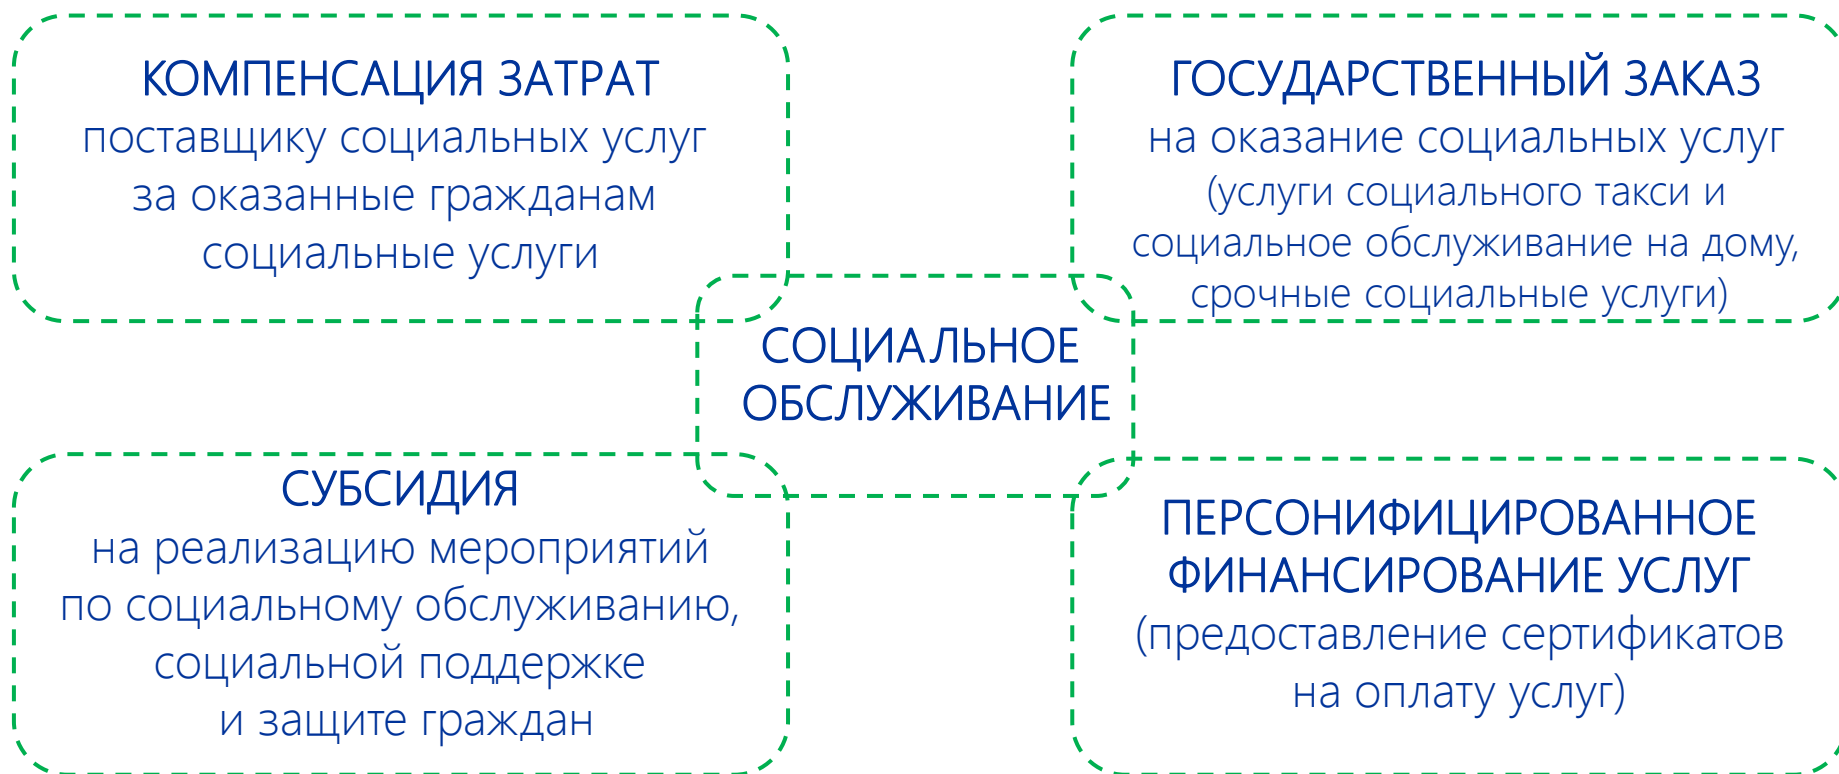 КОМПЕНСАЦИЯ ЗАТРАТ
поставщику социальных услуг
за оказанные гражданам
социальные услуги
ГОСУДАРСТВЕННЫЙ ЗАКАЗ
на оказание социальных услуг
(услуги социального такси и
социальное обслуживание на дому,
срочные социальные услуги)
СОЦИАЛЬНОЕ
ОБСЛУЖИВАНИЕ
СУБСИДИЯ
на реализацию мероприятий
по социальному обслуживанию,
социальной поддержке
и защите граждан
ПЕРСОНИФИЦИРОВАННОЕ
ФИНАНСИРОВАНИЕ УСЛУГ
(предоставление сертификатов
на оплату услуг)